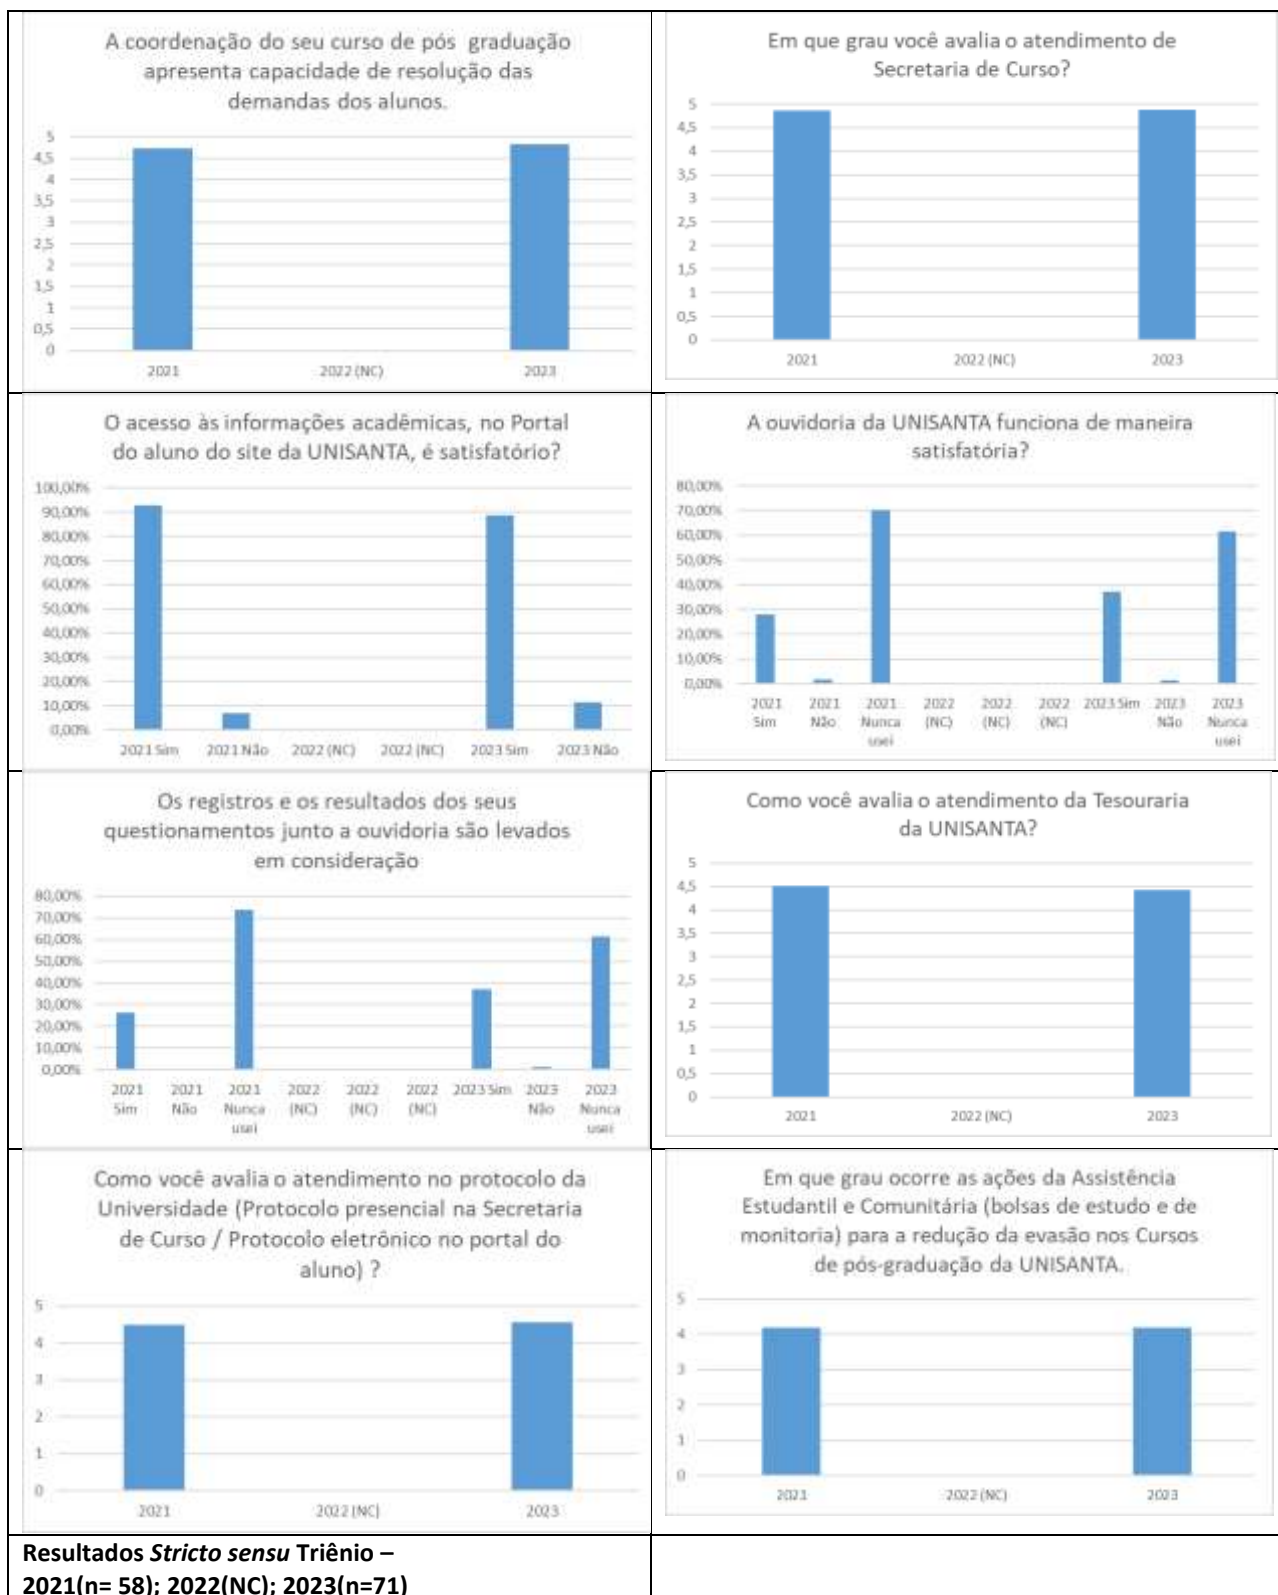 A coordenação do seu curso de pós graduação
apresenta capacidade de resolução das
demandas dos alunos.
5
4,5
4
3,5
3
2,5
2
1,5
1
0,5
0
2021 2022 (NC) 2023
Em que grau você avalia o atendimento de
Secretaria de Curso?
5
4,5
4
3,5
3
2,5
2
1,5
1
0,5
0
2021 2022 (NC) 2023
O acesso às informações acadêmicas, no Portal
do aluno do site da UNISANTA, é satisfatório?
100,00%
90,00%
80,00%
70,00%
60,00%
50,00%
40,00%
30,00%
20,00%
10,00%
0,00%
2021 Sim 2021 Não 2022 (NC) 2022 (NC) 2023 Sim 2023 Não
A ouvidoria da UNISANTA funciona de maneira
satisfatória?
80,00%
70,00%
60,00%
50,00%
40,00%
30,00%
20,00%
10,00%
0,00%
2021 2021 2021 2022 2022 2022 2023 Sim 2023 2023
Sim Não Nunca (NC) (NC) (NC) Não Nunca
usei usei
Os registros e os resultados dos seus
questionamentos junto a ouvidoria são levados
em consideração
80,00%
70,00%
60,00%
50,00%
40,00%
30,00%
20,00%
10,00%
0,00%
2021 2021 2021 2022 2022 2022 2023 Sim 2023 2023
Sim Não Nunca (NC) (NC) (NC) Não Nunca
usei usei
Como você avalia o atendimento da Tesouraria
da UNISANTA?
5
4,5
4
3,5
3
2,5
2
1,5
1
0,5
0
2021 2022 (NC) 2023
Como você avalia o atendimento no protocolo da
Universidade (Protocolo presencial na Secretaria
de Curso / Protocolo eletrônico no portal do
aluno) ?
5
4
3
2
1
0
2021 2022 (NC) 2023
Em que grau ocorre as ações da Assistência
Estudantil e Comunitária (bolsas de estudo e de
monitoria) para a redução da evasão nos Cursos
de pós-graduação da UNISANTA.
5
4
3
2
1
0
2021 2022 (NC) 2023
Resultados Stricto sensu Triênio –
2021(n= 58); 2022(NC); 2023(n=71)